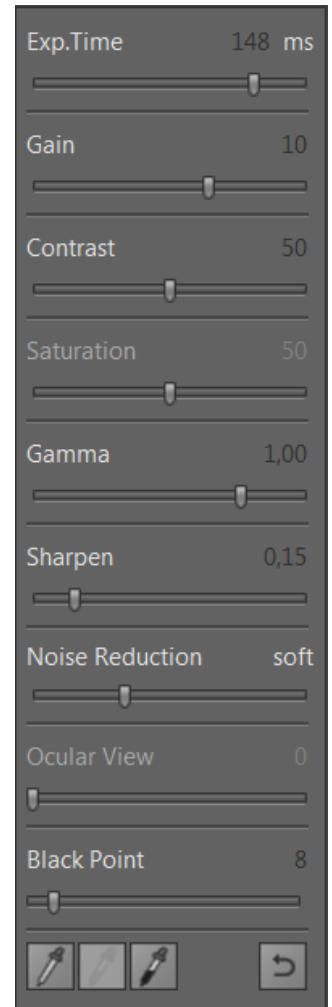 Exp.Time 148 ms
Gain 10
Contrast 50
Saturation 50
Gamma 1,00
Sharpen 0,15
Noise Reduction soft
Ocular View 0
Black Point 8